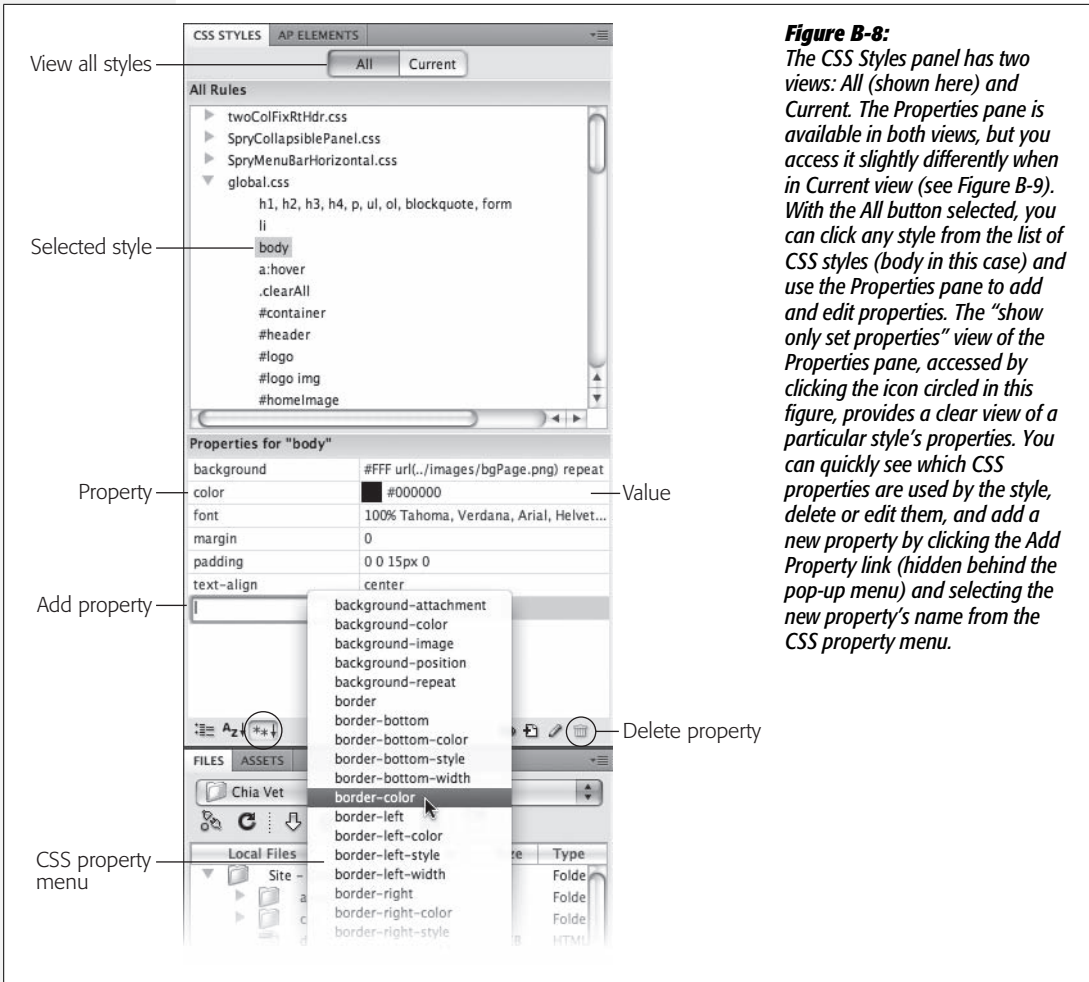 CSS STYLES AP ELEMENTS
View all styles
All Current
All Rules
twoColFixRtHdr.css
SpryCollapsiblePanel.css
SpryMenuBarHorizontal.css
global.css
h1, h2, h3, h4, p, ul, ol, blockquote, form
li
Selected style
body
a:hover
.clearAll
#container
#header
#logo
#logo img
#homeImage
Properties for "body"
background #FFF url(../images/bgPage.png) repeat
Property
color #000000
Value
font 100% Tahoma, Verdana, Arial, Helvet...
margin 0
padding 0 0 15px 0
text-align center
Add property
background-attachment
background-color
background-image
background-position
background-repeat
border
border-bottom
border-bottom-color
border-bottom-style
border-bottom-width
border-color
border-left
border-left-color
border-left-style
border-left-width
border-right
border-right-color
border-right-style
Delete property
FILES ASSETS
Chia Vet
Local Files Type
CSS property
menu
Site –
Folde
Folde
Folde
HTML
Figure B-8:
The CSS Styles panel has two
views: All (shown here) and
Current. The Properties pane is
available in both views, but you
access it slightly differently when
in Current view (see Figure B-9).
With the All button selected, you
can click any style from the list of
CSS styles (body in this case) and
use the Properties pane to add
and edit properties. The “show
only set properties” view of the
Properties pane, accessed by
clicking the icon circled in this
figure, provides a clear view of a
particular style’s properties. You
can quickly see which CSS
properties are used by the style,
delete or edit them, and add a
new property by clicking the Add
Property link (hidden behind the
pop-up menu) and selecting the
new property’s name from the
CSS property menu.